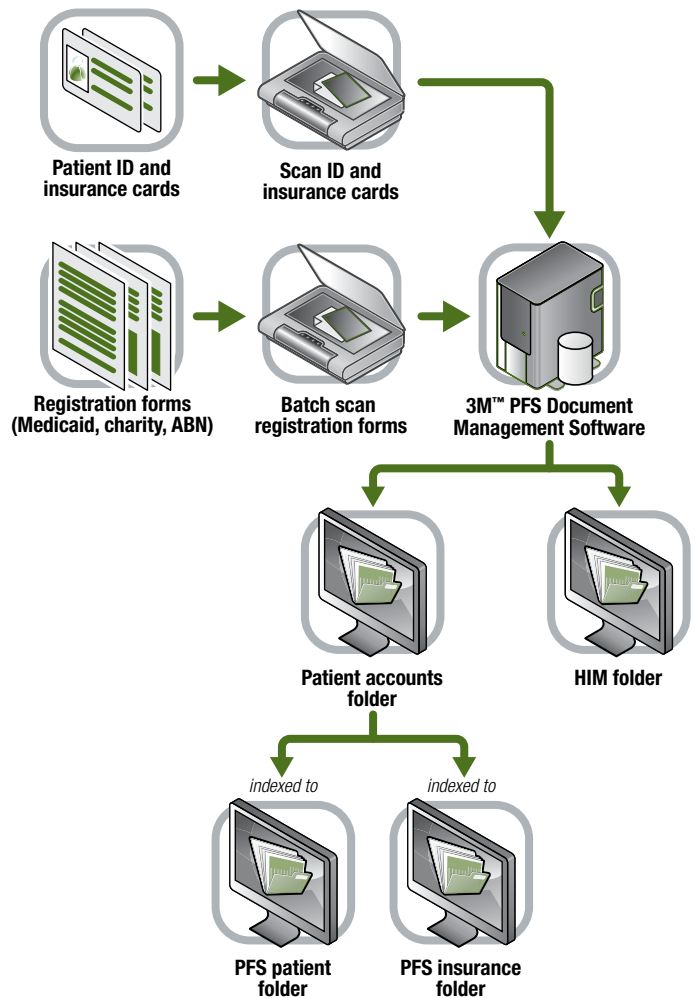 Patient ID and
insurance cards
Scan ID and
insurance cards
Registration forms
(Medicaid, charity, ABN)
Batch scan
registration forms
3M™ PFS Document
Management Software
Patient accounts
folder
HIM folder
indexed to
indexed to
PFS patient
folder
PFS insurance
folder